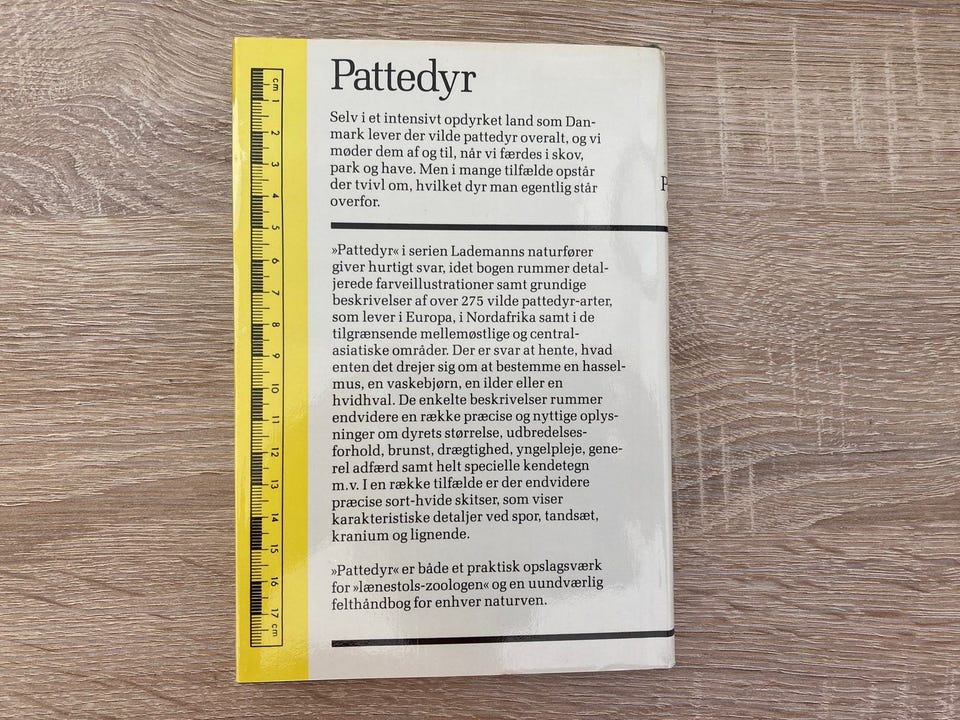 Pattedyr
Selv i et intensivt opdyrket land som Dan-
mark lever der vilde pattedyr overalt, og vi
møder dem af og til, når vi færdes i skov,
park og have. Men i mange tilfælde opstår
der tvivl om, hvilket dyr man egentlig står
overfor.
»Pattedyr« i serien Lademanns naturfører
giver hurtigt svar, idet bogen rummer detal-
jerede farveillustrationer samt grundige
beskrivelser af over 275 vilde pattedyr-arter,
som lever i Europa, i Nordafrika samt i de
tilgrænsende mellemøstlige og central-
asiatiske områder. Der er svar at hente, hvad
enten det drejer sig om at bestemme en hassel-
mus, en vaskebjørn, en ilder eller en
hvidhval. De enkelte beskrivelser rummer
endvidere en række præcise og nyttige oplys-
ninger om dyrets størrelse, udbredelses-
forhold, brunst, drægtighed, yngelpleje, gene-
rel adfærd samt helt specielle kendetegn
m.v. I en række tilfælde er der endvidere
præcise sort-hvide skitser, som viser
karakteristiske detaljer ved spor, tandsæt,
kranium og lignende.
»Pattedyr« er både et praktisk opslagsværk
for »lænestols-zoologen« og en uundværlig
felthåndbog for enhver naturven.
cm 1 2 3 4 5 6 7 8 9 10 11 12 13 14 15 16 17 cm
P